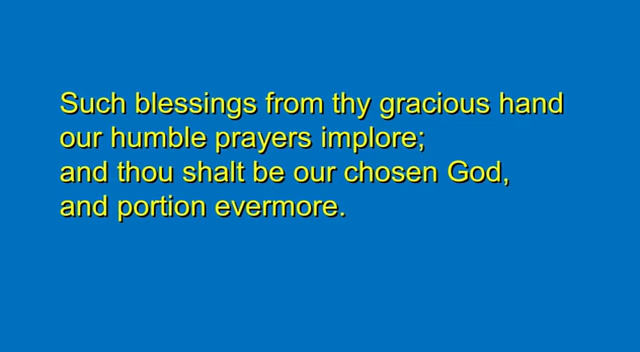 Such blessings from thy gracious hand
our humble prayers implore;
and thou shalt be our chosen God,
and portion evermore.